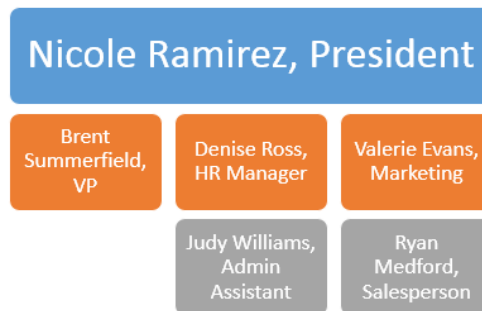 Nicole Ramirez, President
Brent
Summerfield,
VP
Denise Ross,
HR Manager
Valerie Evans,
Marketing
Judy Williams,
Admin
Assistant
Ryan
Medford,
Salesperson